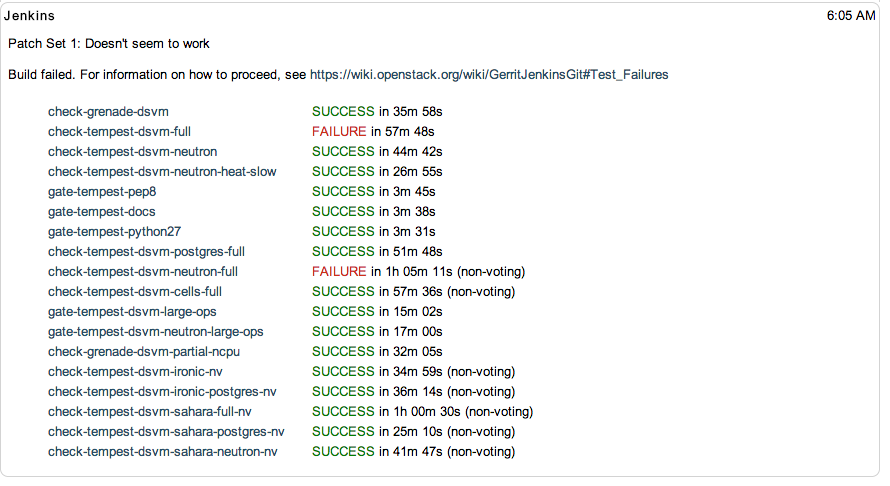 Jenkins 6:05 AM
Patch Set 1: Doesn't seem to work
Build failed. For information on how to proceed, see https://wiki.openstack.org/wiki/GerritJenkinsGit#Test_Failures
check-grenade-dsvm SUCCESS in 35m 58s
check-tempest-dsvm-full FAILURE in 57m 48s
check-tempest-dsvm-neutron SUCCESS in 44m 42s
check-tempest-dsvm-neutron-heat-slow SUCCESS in 26m 55s
gate-tempest-pep8 SUCCESS in 3m 45s
gate-tempest-docs SUCCESS in 3m 38s
gate-tempest-python27 SUCCESS in 3m 31s
check-tempest-dsvm-postgres-full SUCCESS in 51m 48s
check-tempest-dsvm-neutron-full FAILURE in 1h 05m 11s (non-voting)
check-tempest-dsvm-cells-full SUCCESS in 57m 36s (non-voting)
gate-tempest-dsvm-large-ops SUCCESS in 15m 02s
gate-tempest-dsvm-neutron-large-ops SUCCESS in 17m 00s
check-grenade-dsvm-partial-ncpu SUCCESS in 32m 05s
check-tempest-dsvm-ironic-nv SUCCESS in 34m 59s (non-voting)
check-tempest-dsvm-ironic-postgres-nv SUCCESS in 36m 14s (non-voting)
check-tempest-dsvm-sahara-full-nv SUCCESS in 1h 00m 30s (non-voting)
check-tempest-dsvm-sahara-postgres-nv SUCCESS in 25m 10s (non-voting)
check-tempest-dsvm-sahara-neutron-nv SUCCESS in 41m 47s (non-voting)